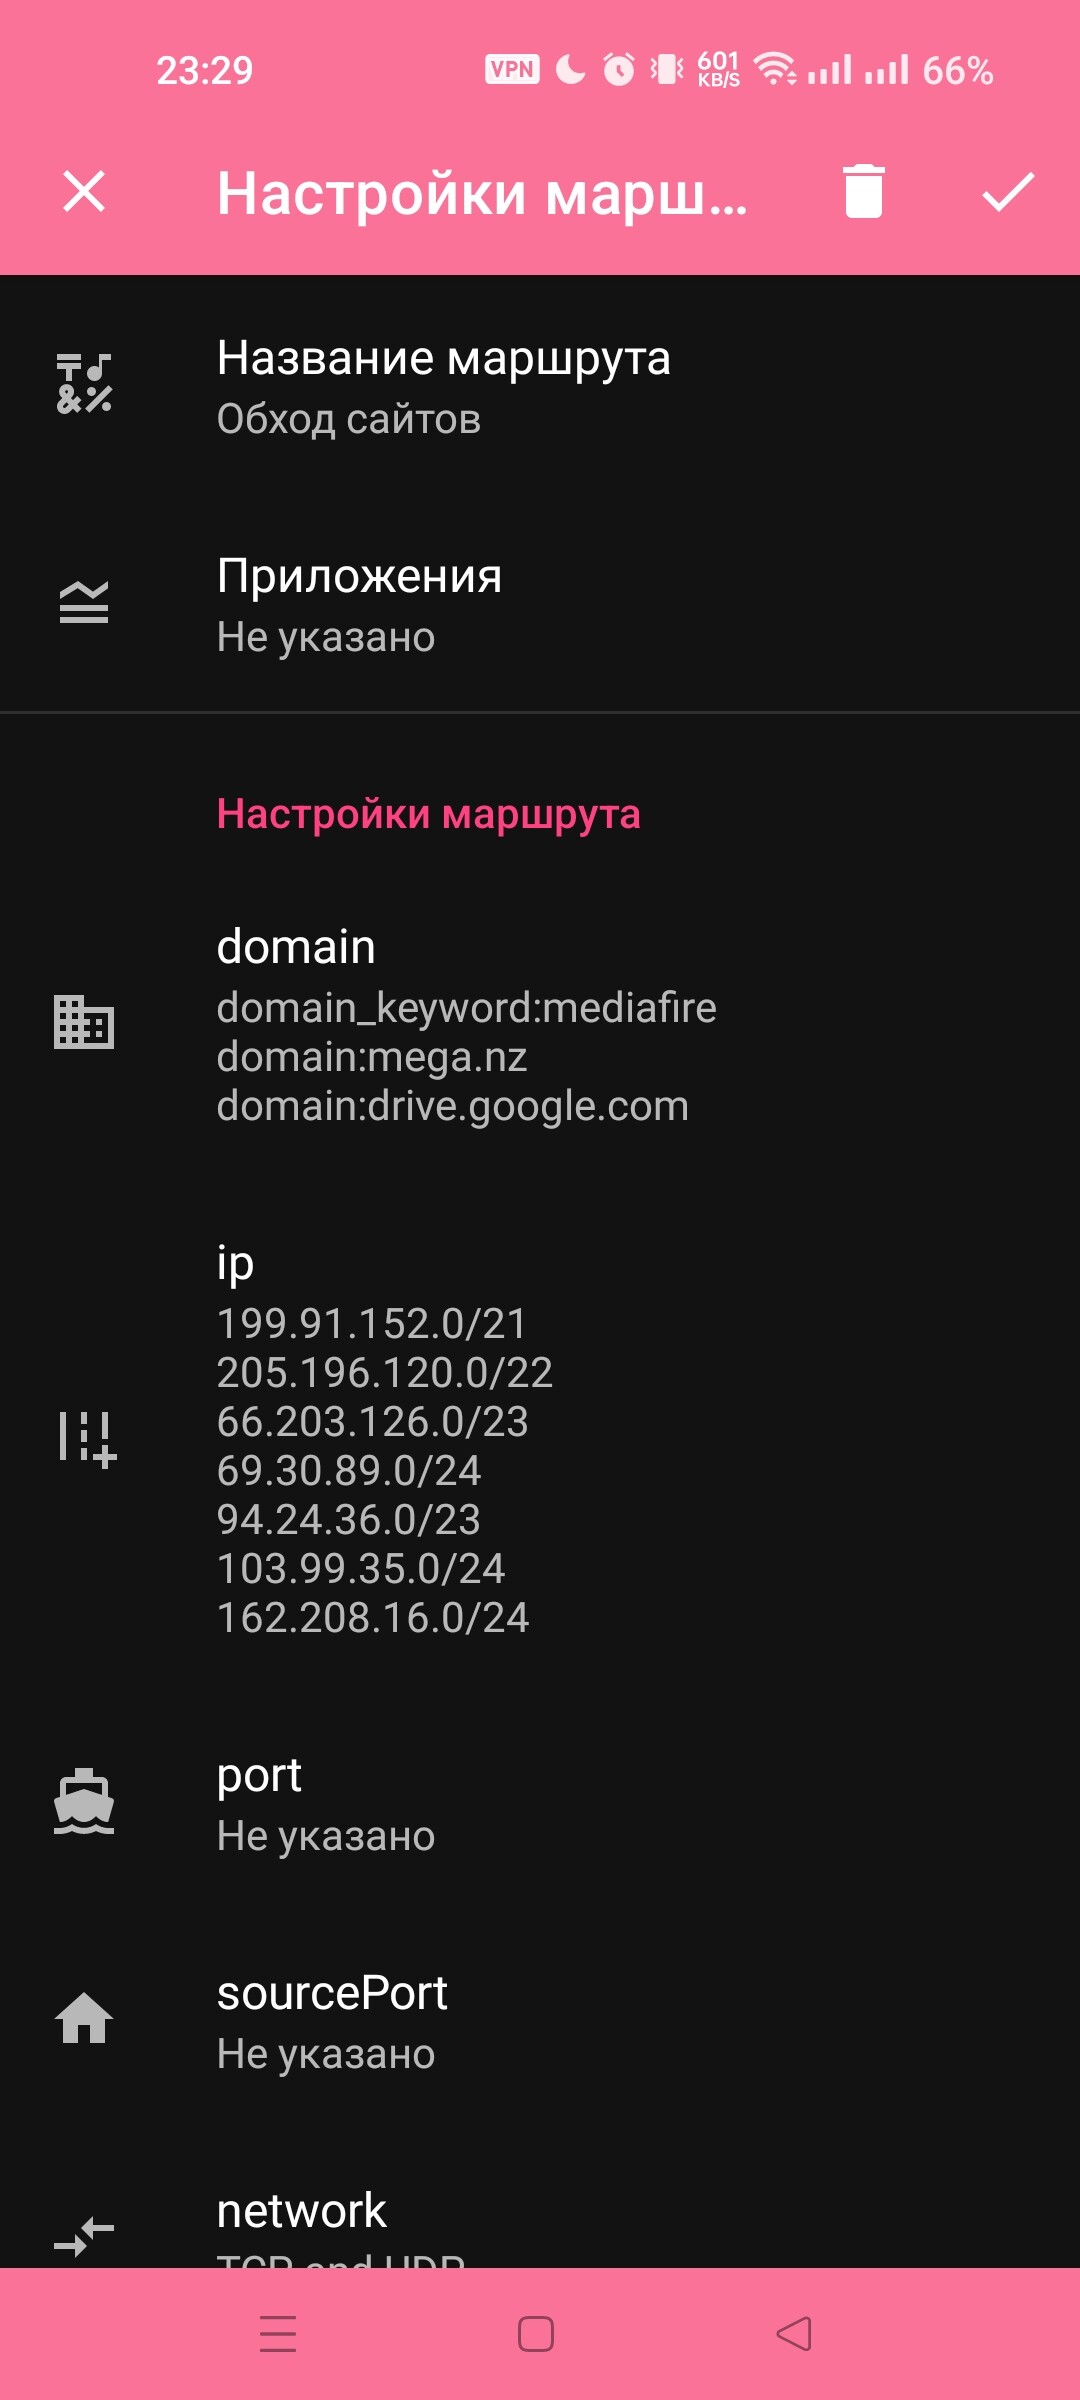 23:29
VPN
601
KB/S
66%
Настройки марш...
Название маршрута
Обход сайтов
Приложения
Не указано
Настройки маршрута
domain
domain_keyword:mediafire
domain:mega.nz
domain:drive.google.com
ip
199.91.152.0/21
205.196.120.0/22
66.203.126.0/23
69.30.89.0/24
94.24.36.0/23
103.99.35.0/24
162.208.16.0/24
port
Не указано
sourcePort
Не указано
network
TCP and UDP